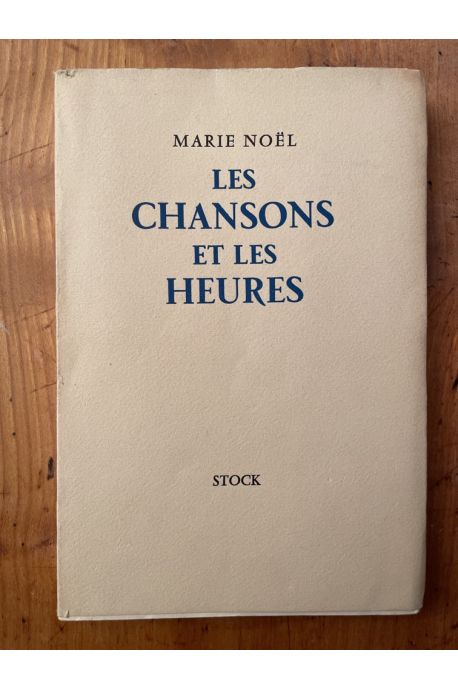 MARIE NOËL
LES
CHANSONS
ET LES
HEURES
STOCK